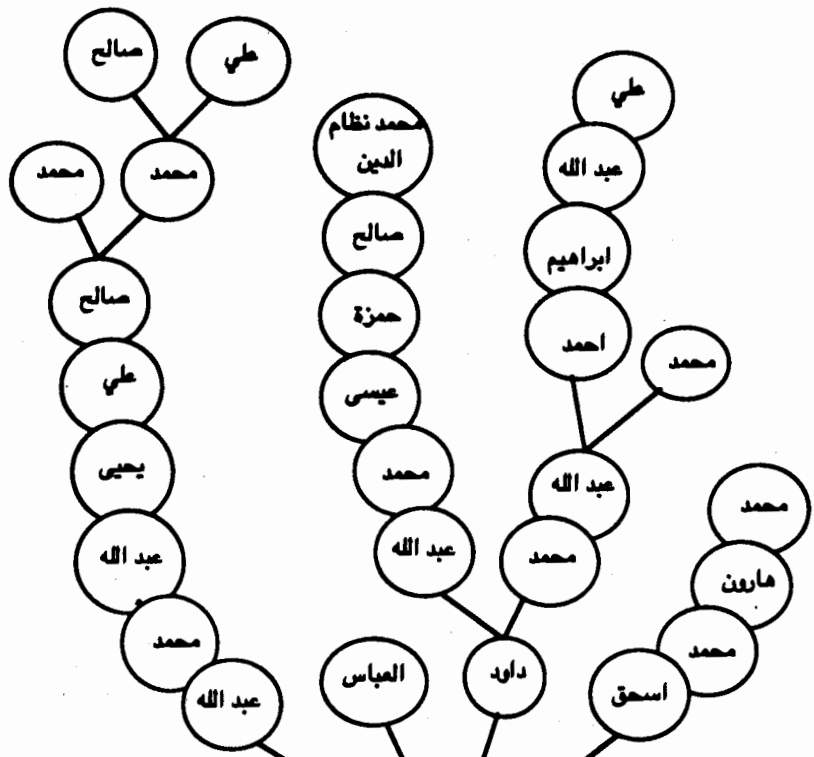 صالح
علي
محمد
محمد
صالح
علي
يحيى
عبد الله
محمد
عبد الله
محمد نظام
الدين
صالح
حمزة
عيسى
محمد
عبد الله
العباس
علي
عبد الله
ابراهيم
احمد
محمد
عبد الله
محمد
داود
محمد
هارون
محمد
اسحق